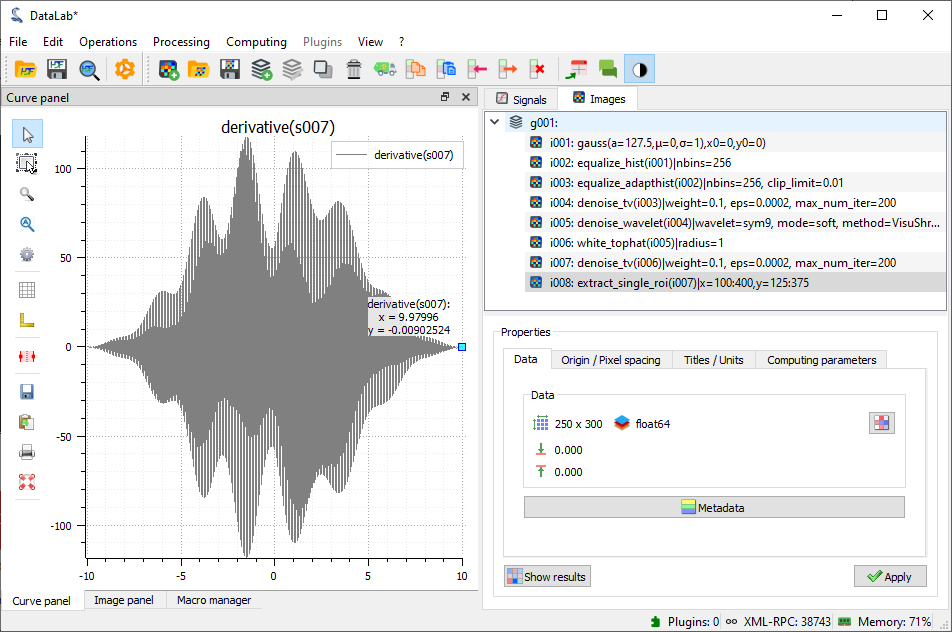 DataLab*
File Edit Operations Processing Computing Plugins View ?
Curve panel
derivative(s007)
derivative(s007)
100
50
0
-50
-100
derivative(s007):
x = 9.97996
y = -0.00902524
-10 -5 0 5 10
Curve panel Image panel Macro manager
Signals Images
g001:
i001: gauss(a=127.5,μ=0,σ=1),x0=0,y0=0)
i002: equalize_hist(i001)|nbins=256
i003: equalize_adapthist(i002)|nbins=256, clip_limit=0.01
i004: denoise_tv(i003)|weight=0.1, eps=0.0002, max_num_iter=200
i005: denoise_wavelet(i004)|wavelet=sym9, mode=soft, method=VisuShr...
i006: white_tophat(i005)|radius=1
i007: denoise_tv(i006)|weight=0.1, eps=0.0002, max_num_iter=200
i008: extract_single_roi(i007)|x=100:400,y=125:375
Properties
Data Origin / Pixel spacing Titles / Units Computing parameters
Data
250 x 300 float64
0.000
0.000
Metadata
Show results Apply
Plugins: 0 XML-RPC: 38743 Memory: 71%